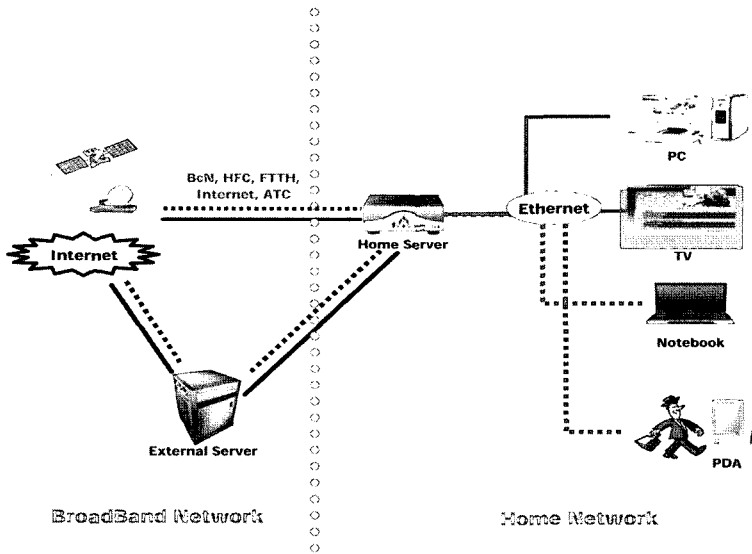 PC
BcN, HFC, FTTH,
Internet, ATC
Ethernet
Home Server
Internet
TV
Notebook
External Server
PDA
BroadBand Network
Home Network